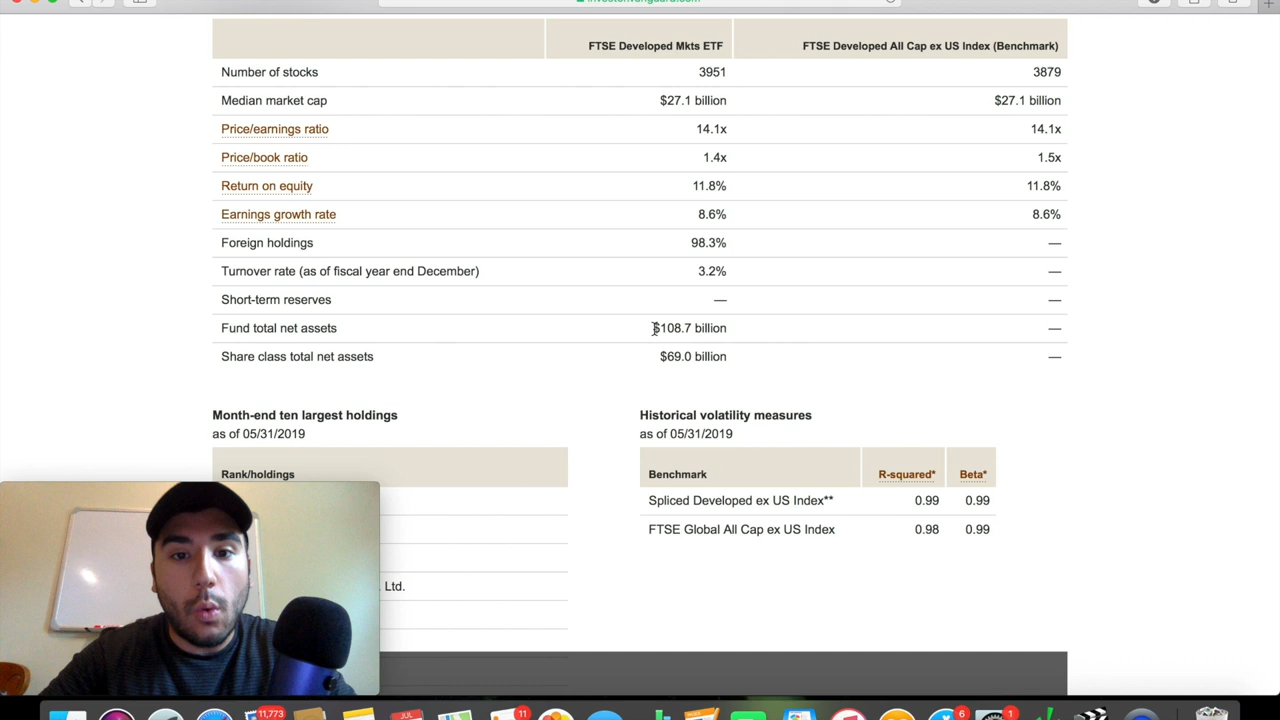 FTSE Developed Mkts ETF FTSE Developed All Cap ex US Index (Benchmark)
Number of stocks 3951 3879
Median market cap $27.1 billion $27.1 billion
Price/earnings ratio 14.1x 14.1x
Price/book ratio 1.4x 1.5x
Return on equity 11.8% 11.8%
Earnings growth rate 8.6% 8.6%
Foreign holdings 98.3% —
Turnover rate (as of fiscal year end December) 3.2% —
Short-term reserves — —
Fund total net assets $108.7 billion —
Share class total net assets $69.0 billion —
Month-end ten largest holdings
as of 05/31/2019
Rank/holdings
Ltd.
Historical volatility measures
as of 05/31/2019
Benchmark R-squared* Beta*
Spliced Developed ex US Index** 0.99 0.99
FTSE Global All Cap ex US Index 0.98 0.99
11,773
JUL
11
6
1